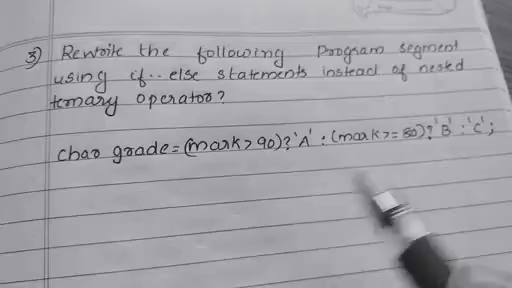 3) Rewrite the following Program segment
using if.. else statements instead of nested
ternary operator?
char grade = (mark > 90)? 'A' : (mark >= 80)? 'B' : 'C';